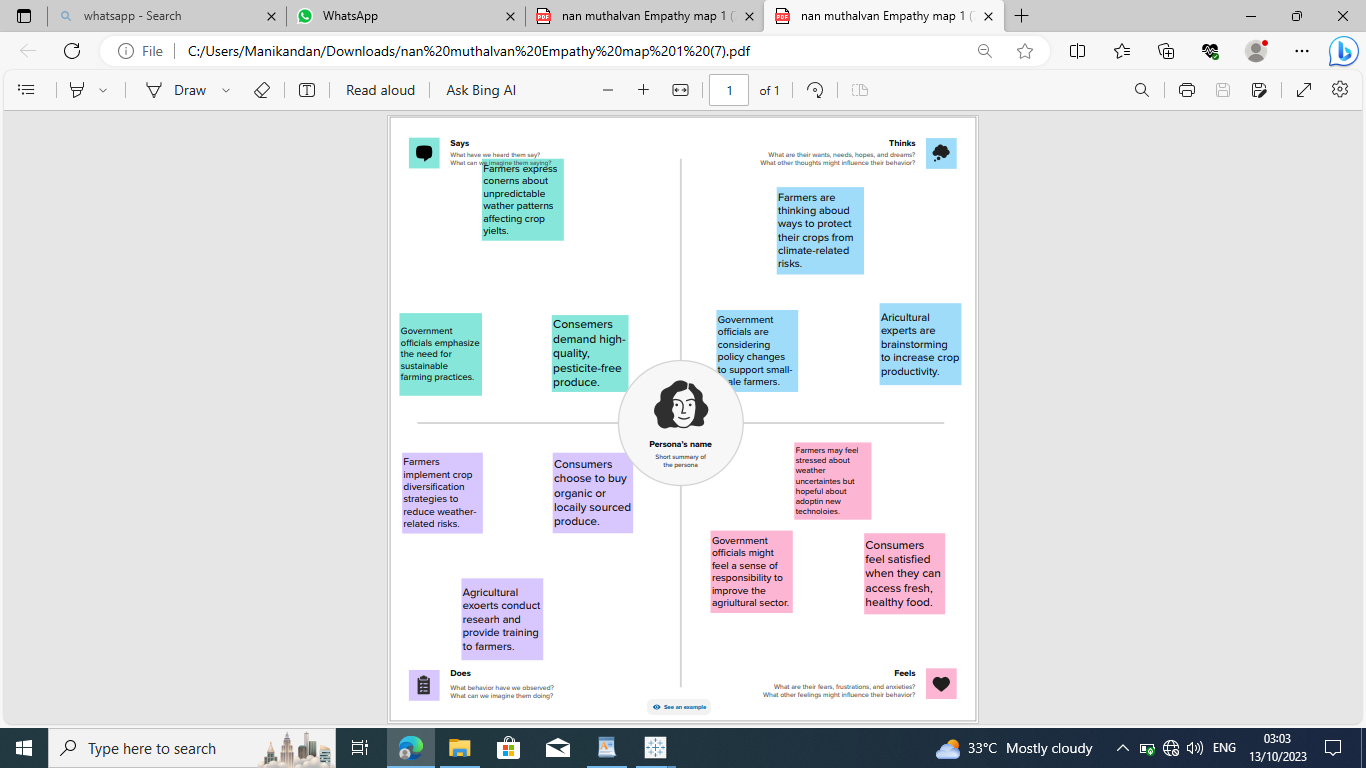 whatsapp - Search
WhatsApp
nan muthalvan Empathy map 1 (
nan muthalvan Empathy map 1 (
File
C:/Users/Manikandan/Downloads/nan%20muthalvan%20Empathy%20map%201%20(7).pdf
Draw
Read aloud
Ask Bing AI
1
of 1
Says
What have we heard them say?
What can we imagine them saying?
Farmers express
conerns about
unpredictable
wather patterns
affecting crop
yielts.
Thinks
What are their wants, needs, hopes, and dreams?
What other thoughts might influence their behavior?
Farmers are
thinking aboud
ways to protect
their crops from
climate-related
risks.
Government
officials emphasize
the need for
sustainable
farming practices.
Consemers
demand high-
quality,
pesticite-free
produce.
Government
officials are
considering
policy changes
to support small-
ale farmers.
Aricultural
experts are
brainstorming
to increase crop
productivity.
Persona's name
Short summary of
the persona
Farmers
implement crop
diversification
strategies to
reduce weather-
related risks.
Consumers
choose to buy
organic or
locaily sourced
produce.
Agricultural
exoerts conduct
researh and
provide training
to farmers.
Farmers may feel
stressed about
weather
uncertaintes but
hopeful about
adoptin new
technoloies.
Government
officials might
feel a sense of
responsibility to
improve the
agriultural sector.
Consumers
feel satisfied
when they can
access fresh,
healthy food.
Does
What behavior have we observed?
What can we imagine them doing?
Feels
What are their fears, frustrations, and anxieties?
What other feelings might influence their behavior?
See an example
Type here to search
33°C Mostly cloudy
ENG
03:03
13/10/2023